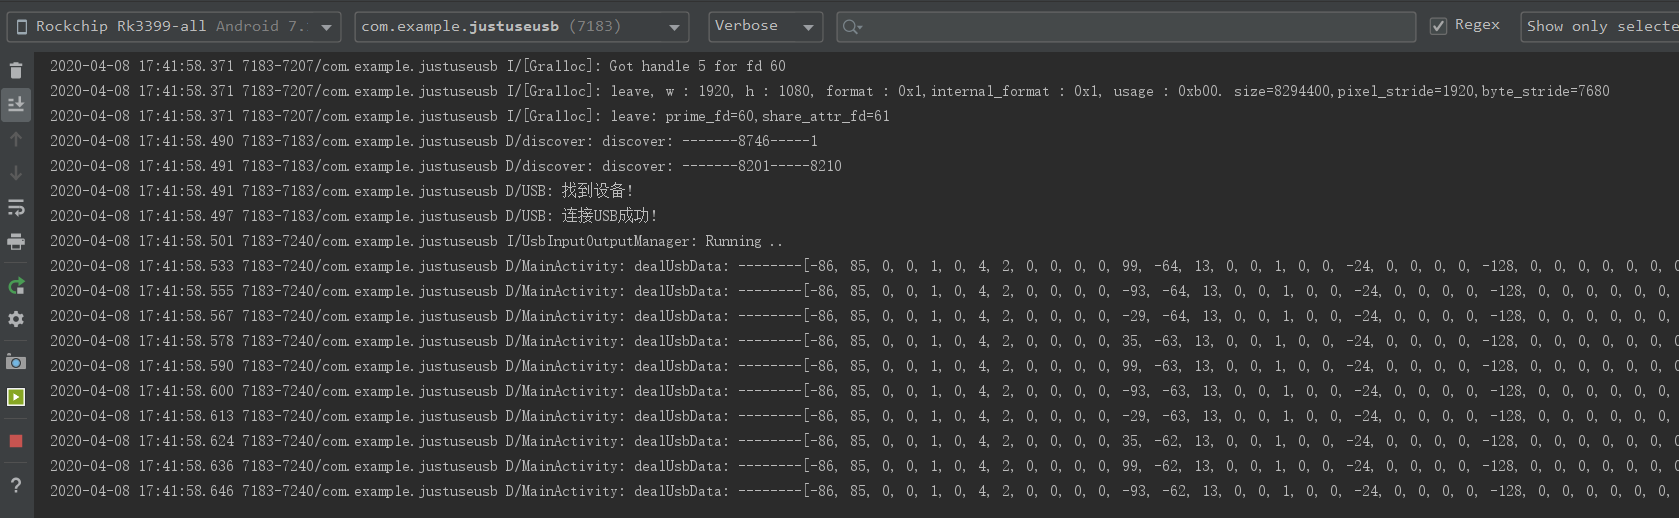 Rockchip Rk3399-all Android 7. com.example.justuseusb (7183) Verbose Regex Show only selecte
2020-04-08 17:41:58.371 7183-7207/com.example.justuseusb I/[Gralloc]: Got handle 5 for fd 60
2020-04-08 17:41:58.371 7183-7207/com.example.justuseusb I/[Gralloc]: leave, w : 1920, h : 1080, format : 0x1,internal_format : 0x1, usage : 0xb00. size=8294400,pixel_stride=1920,byte_stride=7680
2020-04-08 17:41:58.371 7183-7207/com.example.justuseusb I/[Gralloc]: leave: prime_fd=60,share_attr_fd=61
2020-04-08 17:41:58.490 7183-7183/com.example.justuseusb D/discover: discover: -------8746-----1
2020-04-08 17:41:58.491 7183-7183/com.example.justuseusb D/discover: discover: -------8201-----8210
2020-04-08 17:41:58.491 7183-7183/com.example.justuseusb D/USB: 找到设备!
2020-04-08 17:41:58.497 7183-7183/com.example.justuseusb D/USB: 连接USB成功!
2020-04-08 17:41:58.501 7183-7240/com.example.justuseusb I/UsbInputOutputManager: Running ..
2020-04-08 17:41:58.533 7183-7240/com.example.justuseusb D/MainActivity: dealUsbData: --------[-86, 85, 0, 0, 1, 0, 4, 2, 0, 0, 0, 0, 99, -64, 13, 0, 0, 1, 0, 0, -24, 0, 0, 0, 0, -128, 0, 0, 0, 0, 0, 0
2020-04-08 17:41:58.555 7183-7240/com.example.justuseusb D/MainActivity: dealUsbData: --------[-86, 85, 0, 0, 1, 0, 4, 2, 0, 0, 0, 0, -93, -64, 13, 0, 0, 1, 0, 0, -24, 0, 0, 0, 0, -128, 0, 0, 0, 0, 0,
2020-04-08 17:41:58.567 7183-7240/com.example.justuseusb D/MainActivity: dealUsbData: --------[-86, 85, 0, 0, 1, 0, 4, 2, 0, 0, 0, 0, -29, -64, 13, 0, 0, 1, 0, 0, -24, 0, 0, 0, 0, -128, 0, 0, 0, 0, 0,
2020-04-08 17:41:58.578 7183-7240/com.example.justuseusb D/MainActivity: dealUsbData: --------[-86, 85, 0, 0, 1, 0, 4, 2, 0, 0, 0, 0, 35, -63, 13, 0, 0, 1, 0, 0, -24, 0, 0, 0, 0, -128, 0, 0, 0, 0, 0, 0
2020-04-08 17:41:58.590 7183-7240/com.example.justuseusb D/MainActivity: dealUsbData: --------[-86, 85, 0, 0, 1, 0, 4, 2, 0, 0, 0, 0, 99, -63, 13, 0, 0, 1, 0, 0, -24, 0, 0, 0, 0, -128, 0, 0, 0, 0, 0, 0
2020-04-08 17:41:58.600 7183-7240/com.example.justuseusb D/MainActivity: dealUsbData: --------[-86, 85, 0, 0, 1, 0, 4, 2, 0, 0, 0, 0, -93, -63, 13, 0, 0, 1, 0, 0, -24, 0, 0, 0, 0, -128, 0, 0, 0, 0, 0,
2020-04-08 17:41:58.613 7183-7240/com.example.justuseusb D/MainActivity: dealUsbData: --------[-86, 85, 0, 0, 1, 0, 4, 2, 0, 0, 0, 0, -29, -63, 13, 0, 0, 1, 0, 0, -24, 0, 0, 0, 0, -128, 0, 0, 0, 0, 0,
2020-04-08 17:41:58.624 7183-7240/com.example.justuseusb D/MainActivity: dealUsbData: --------[-86, 85, 0, 0, 1, 0, 4, 2, 0, 0, 0, 0, 35, -62, 13, 0, 0, 1, 0, 0, -24, 0, 0, 0, 0, -128, 0, 0, 0, 0, 0, 0
2020-04-08 17:41:58.636 7183-7240/com.example.justuseusb D/MainActivity: dealUsbData: --------[-86, 85, 0, 0, 1, 0, 4, 2, 0, 0, 0, 0, 99, -62, 13, 0, 0, 1, 0, 0, -24, 0, 0, 0, 0, -128, 0, 0, 0, 0, 0, 0
2020-04-08 17:41:58.646 7183-7240/com.example.justuseusb D/MainActivity: dealUsbData: --------[-86, 85, 0, 0, 1, 0, 4, 2, 0, 0, 0, 0, -93, -62, 13, 0, 0, 1, 0, 0, -24, 0, 0, 0, 0, -128, 0, 0, 0, 0, 0,